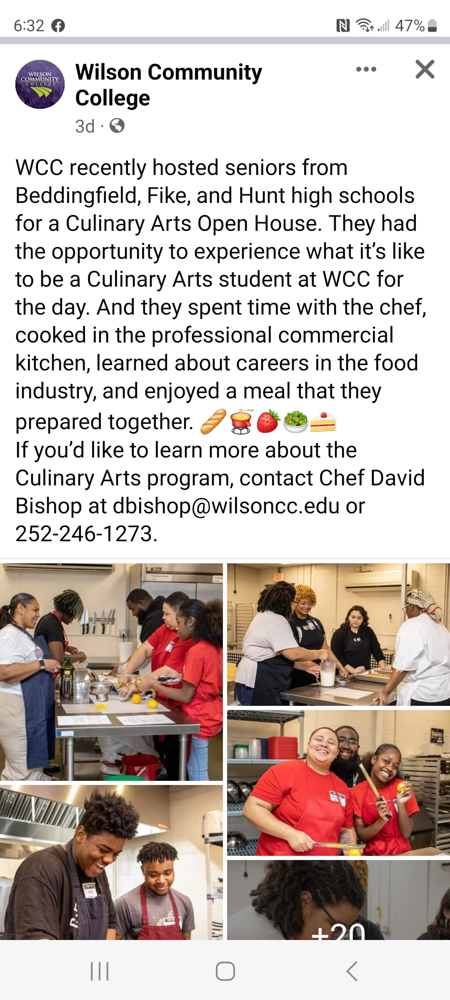 6:32
47%
WILSON
COMMUNITY
COLLEGE
Wilson Community
College
3d ·
WCC recently hosted seniors from
Beddingfield, Fike, and Hunt high schools
for a Culinary Arts Open House. They had
the opportunity to experience what it’s like
to be a Culinary Arts student at WCC for
the day. And they spent time with the chef,
cooked in the professional commercial
kitchen, learned about careers in the food
industry, and enjoyed a meal that they
prepared together. 🥖🫕🍓🥗🍰
If you’d like to learn more about the
Culinary Arts program, contact Chef David
Bishop at dbishop@wilsoncc.edu or
252-246-1273.
EXIT
+20